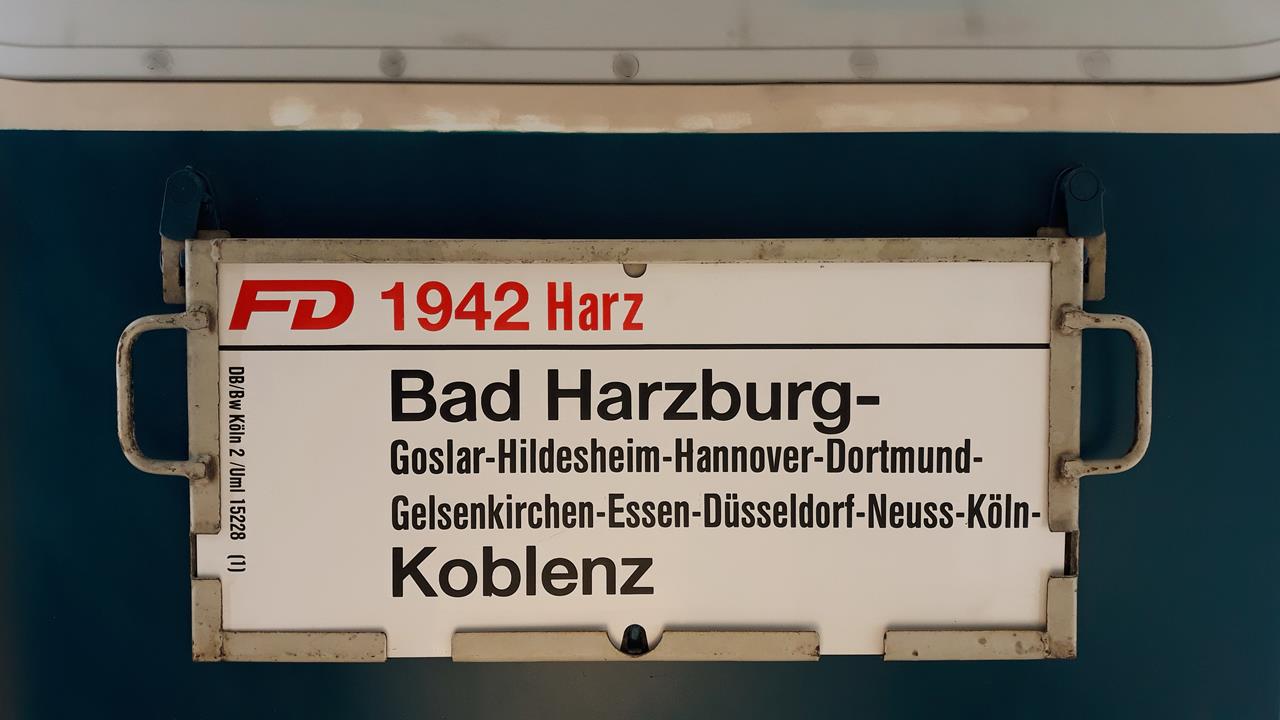 FD 1942 Harz
Bad Harzburg-
Goslar-Hildesheim-Hannover-Dortmund-
Gelsenkirchen-Essen-Düsseldorf-Neuss-Köln-
Koblenz
DB/Bw Köln 2 /Uml 15228 (1)